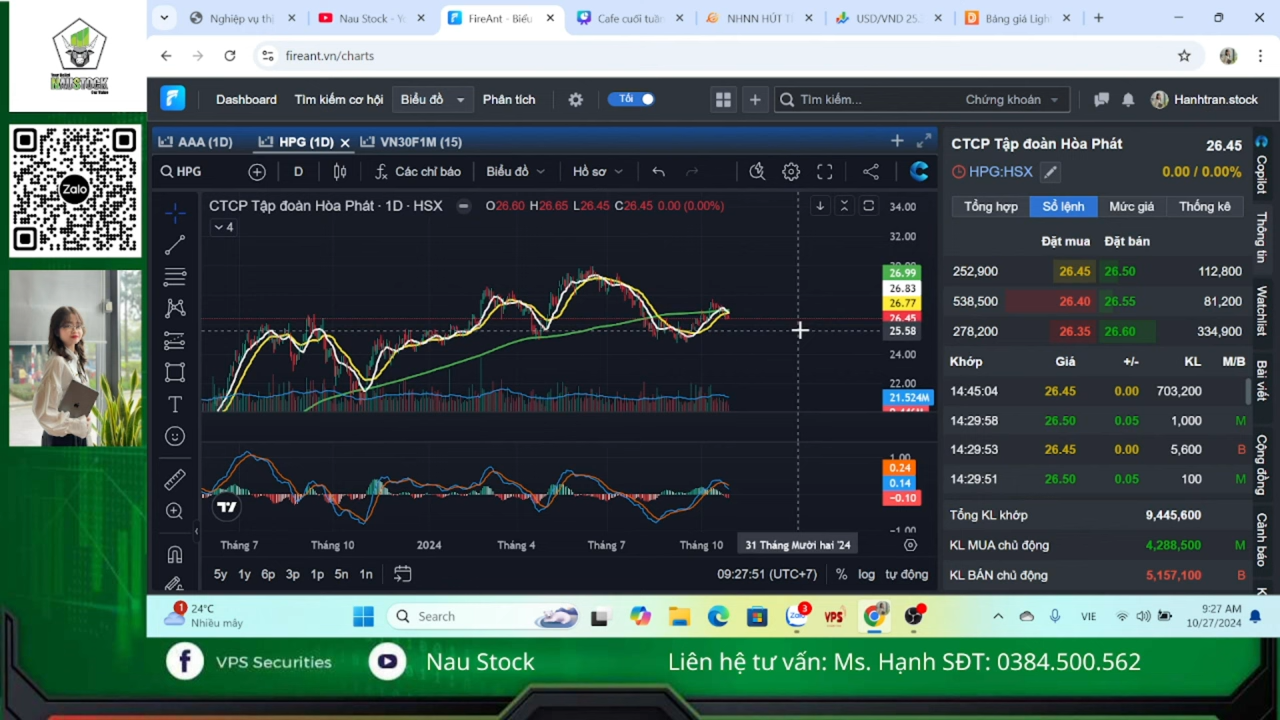 NAUSTOCK
Zalo
Nghiệp vụ thị
Nau Stock - Yo
FireAnt - Biểu
Cafe cuối tuần
NHNN HÚT T
USD/VND 25.
Bảng giá Ligh
fireant.vn/charts
Dashboard Tìm kiếm cơ hội Biểu đồ Phân tích Tối Tìm kiếm... Chứng khoán Hanhtran.stock
AAA (1D) HPG (1D) VN30F1M (15)
HPG D Các chỉ báo Biểu đồ Hồ sơ
CTCP Tập đoàn Hòa Phát · 1D · HSX O26.60 H26.65 L26.45 C26.45 0.00 (0.00%)
4
34.00
32.00
26.99
26.83
26.77
26.45
25.58
24.00
22.00
21.524M
1.00
0.24
0.14
−0.10
−1.00
Tháng 7 Tháng 10 2024 Tháng 4 Tháng 7 Tháng 10 31 Tháng Mười hai '24
5y 1y 6p 3p 1p 5n 1n 09:27:51 (UTC+7) % log tự động
CTCP Tập đoàn Hòa Phát 26.45
HPG:HSX 0.00 / 0.00%
Tổng hợp Sổ lệnh Mức giá Thống kê
Đặt mua Đặt bán
252,900 26.45 26.50 112,800
538,500 26.40 26.55 81,200
278,200 26.35 26.60 334,900
Khớp Giá +/- KL M/B
14:45:04 26.45 0.00 703,200
14:29:58 26.50 0.05 1,000 M
14:29:53 26.45 0.00 5,600 B
14:29:51 26.50 0.05 100 M
Tổng KL khớp 9,445,600
KL MUA chủ động 4,288,500 M
KL BÁN chủ động 5,157,100 B
Copilot
Thông tin
Watchlist
Bài viết
Cộng đồng
Cảnh báo
1 24°C
Nhiều mây
Search
Zalo 3
VPS
VIE
9:27 AM
10/27/2024
VPS Securities Nau Stock Liên hệ tư vấn: Ms. Hạnh SĐT: 0384.500.562